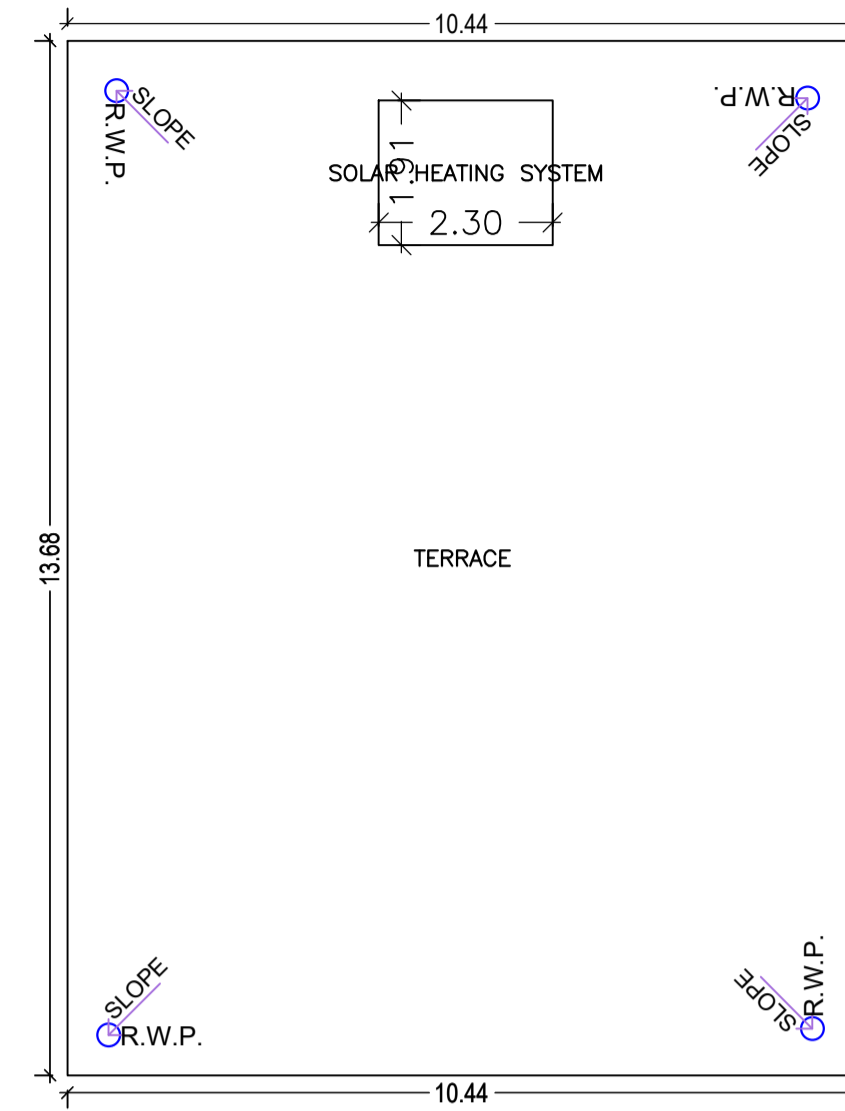 10.44
SLOPE
R.W.P.
R.W.P.
SLOPE
1.91
SOLAR HEATING SYSTEM
2.30
13.68
TERRACE
SLOPE
R.W.P.
SLOPE
R.W.P.
10.44